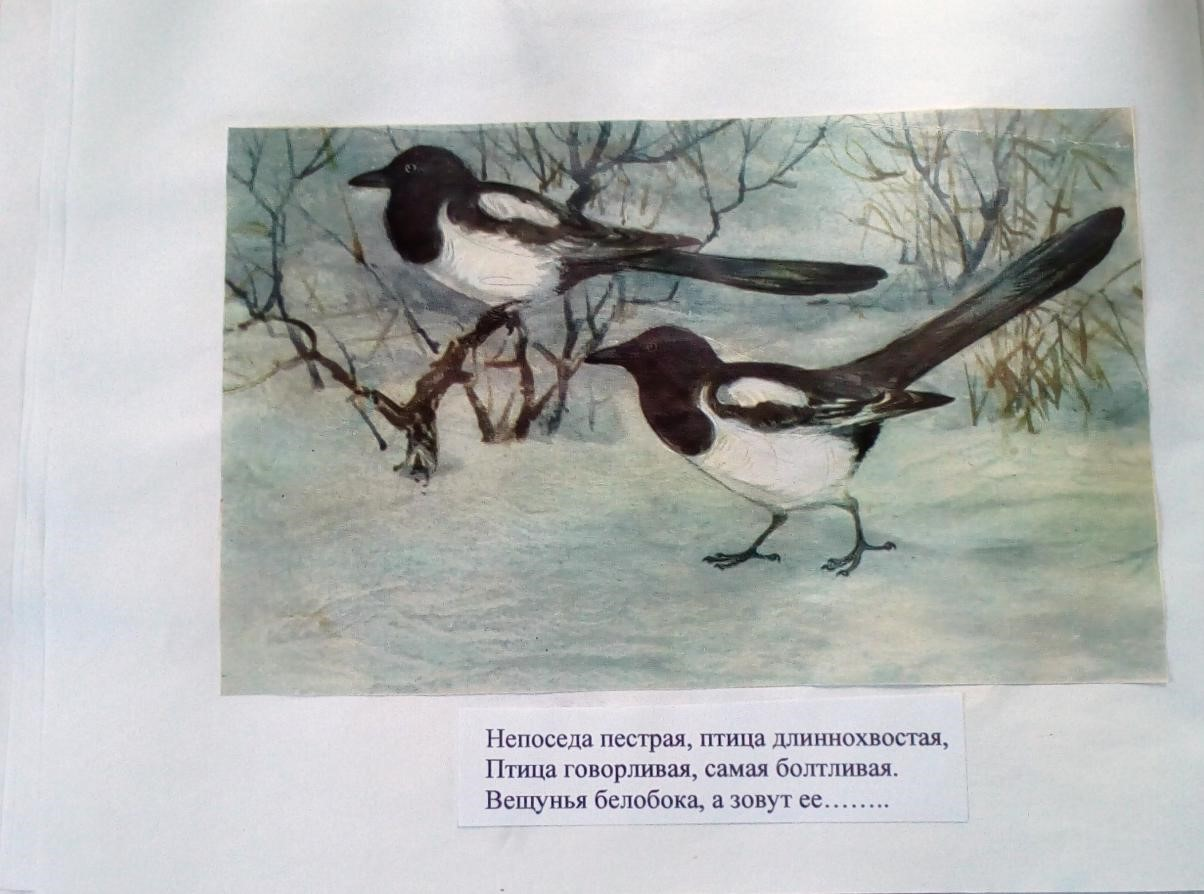 Непоседа пестрая, птица длиннохвостая,
Птица говорливая, самая болтливая.
Вещунья белобока, а зовут ее……..